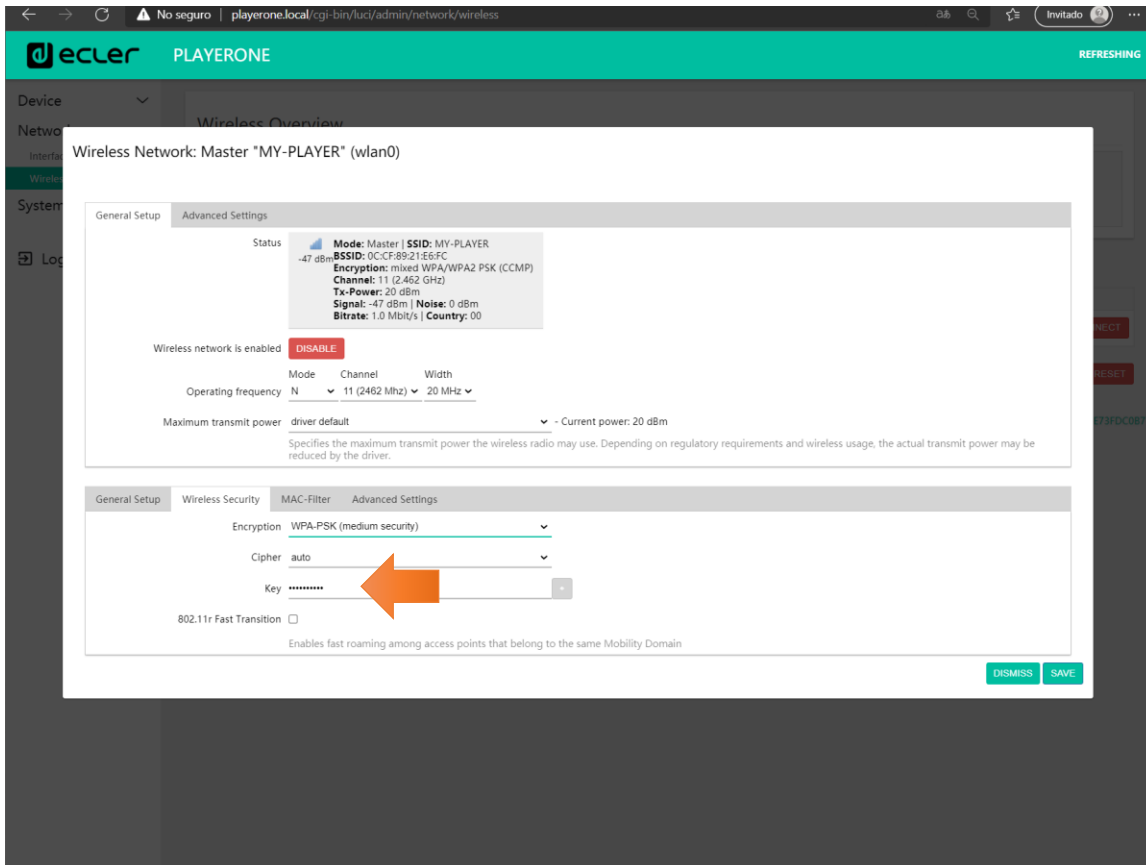 No seguro | playerone.local/cgi-bin/luci/admin/network/wireless
Invitado
ecler PLAYERONE REFRESHING
Device
Wireless Overview
Wireless Network: Master "MY-PLAYER" (wlan0)
System
General Setup Advanced Settings
Status
Mode: Master | SSID: MY-PLAYER
-47 dBm BSSID: 0C:CF:89:21:E6:FC
Encryption: mixed WPA/WPA2 PSK (CCMP)
Channel: 11 (2.462 GHz)
Tx-Power: 20 dBm
Signal: -47 dBm | Noise: 0 dBm
Bitrate: 1.0 Mbit/s | Country: 00
Wireless network is enabled DISABLE
Mode Channel Width
Operating frequency N 11 (2462 Mhz) 20 MHz
RESET
Maximum transmit power driver default - Current power: 20 dBm
Specifies the maximum transmit power the wireless radio may use. Depending on regulatory requirements and wireless usage, the actual transmit power may be
reduced by the driver.
General Setup Wireless Security MAC-Filter Advanced Settings
Encryption WPA-PSK (medium security)
Cipher auto
Key ••••••••••
802.11r Fast Transition
Enables fast roaming among access points that belong to the same Mobility Domain
DISMISS SAVE